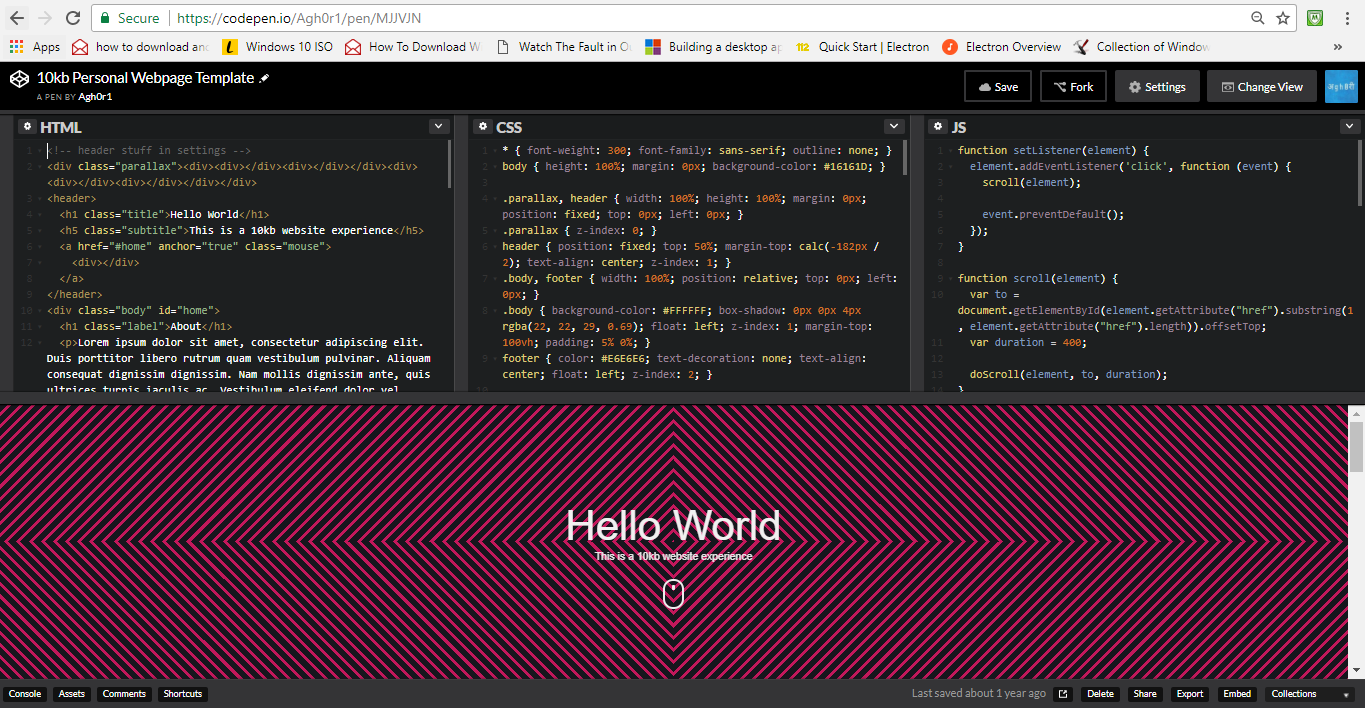 Secure https://codepen.io/Agh0r1/pen/MJJVJN
Apps how to download and Windows 10 ISO How To Download W Watch The Fault in O Building a desktop ap 112 Quick Start | Electron Electron Overview Collection of Window »
10kb Personal Webpage Template
A PEN BY Agh0r1
Save Fork Settings Change View
HTML
1 <!-- header stuff in settings -->
2 <div class="parallax"><div><div></div><div></div></div><div>
<div></div><div></div></div></div>
3 <header>
4 <h1 class="title">Hello World</h1>
5 <h5 class="subtitle">This is a 10kb website experience</h5>
6 <a href="#home" anchor="true" class="mouse">
7 <div></div>
8 </a>
9 </header>
10 <div class="body" id="home">
11 <h1 class="label">About</h1>
12 <p>Lorem ipsum dolor sit amet, consectetur adipiscing elit.
Duis porttitor libero rutrum quam vestibulum pulvinar. Aliquam
consequat dignissim dignissim. Nam mollis dignissim ante, quis
ultrices turpis iaculis ac. Vestibulum eleifend dolor vel
CSS
1 * { font-weight: 300; font-family: sans-serif; outline: none; }
2 body { height: 100%; margin: 0px; background-color: #16161D; }
3
4 .parallax, header { width: 100%; height: 100%; margin: 0px;
position: fixed; top: 0px; left: 0px; }
5 .parallax { z-index: 0; }
6 header { position: fixed; top: 50%; margin-top: calc(-182px /
2); text-align: center; z-index: 1; }
7 .body, footer { width: 100%; position: relative; top: 0px; left:
0px; }
8 .body { background-color: #FFFFFF; box-shadow: 0px 0px 4px
rgba(22, 22, 29, 0.69); float: left; z-index: 1; margin-top:
100vh; padding: 5% 0%; }
9 footer { color: #E6E6E6; text-decoration: none; text-align:
center; float: left; z-index: 2; }
10
JS
1 function setListener(element) {
2 element.addEventListener('click', function (event) {
3 scroll(element);
4
5 event.preventDefault();
6 });
7 }
8
9 function scroll(element) {
10 var to =
document.getElementById(element.getAttribute("href").substring(1
, element.getAttribute("href").length)).offsetTop;
11 var duration = 400;
12
13 doScroll(element, to, duration);
14 }
Hello World
This is a 10kb website experience
Console Assets Comments Shortcuts Last saved about 1 year ago Delete Share Export Embed Collections